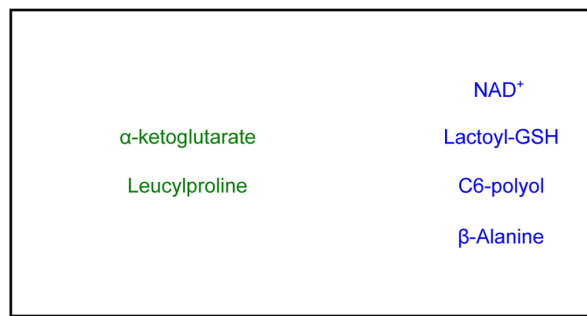 NAD⁺
α-ketoglutarate
Lactoyl-GSH
Leucylproline
C6-polyol
β-Alanine